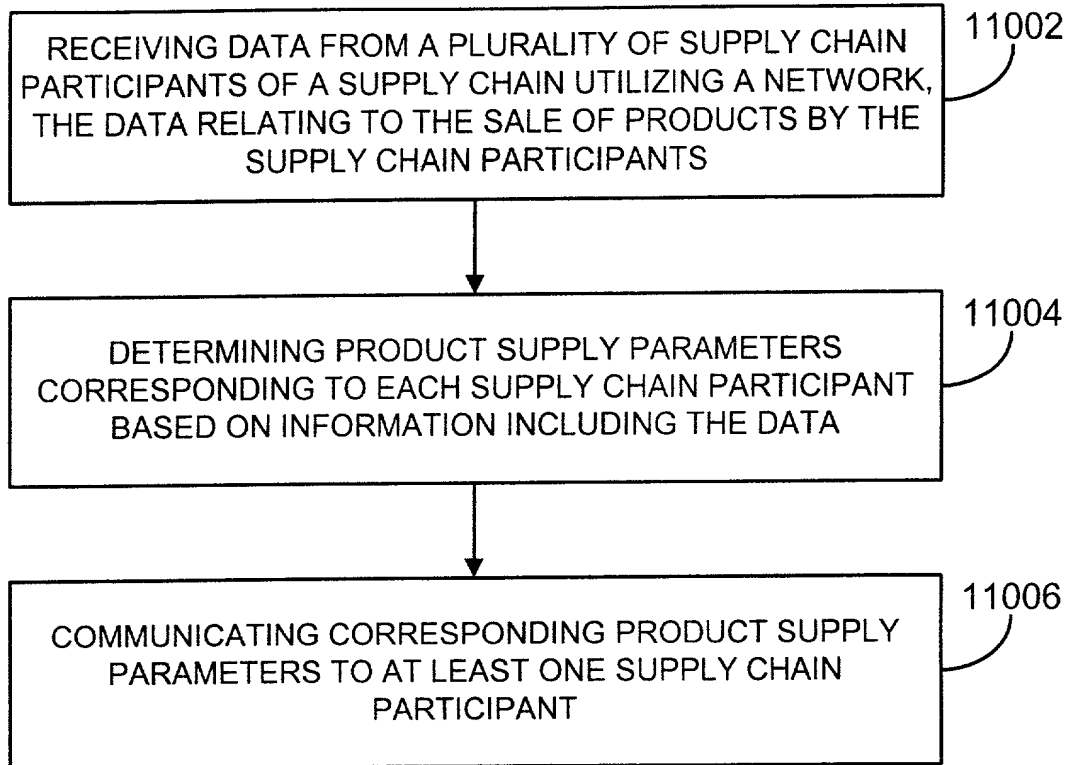 RECEIVING DATA FROM A PLURALITY OF SUPPLY CHAIN
PARTICIPANTS OF A SUPPLY CHAIN UTILIZING A NETWORK,
THE DATA RELATING TO THE SALE OF PRODUCTS BY THE
SUPPLY CHAIN PARTICIPANTS
11002
DETERMINING PRODUCT SUPPLY PARAMETERS
CORRESPONDING TO EACH SUPPLY CHAIN PARTICIPANT
BASED ON INFORMATION INCLUDING THE DATA
11004
COMMUNICATING CORRESPONDING PRODUCT SUPPLY
PARAMETERS TO AT LEAST ONE SUPPLY CHAIN
PARTICIPANT
11006